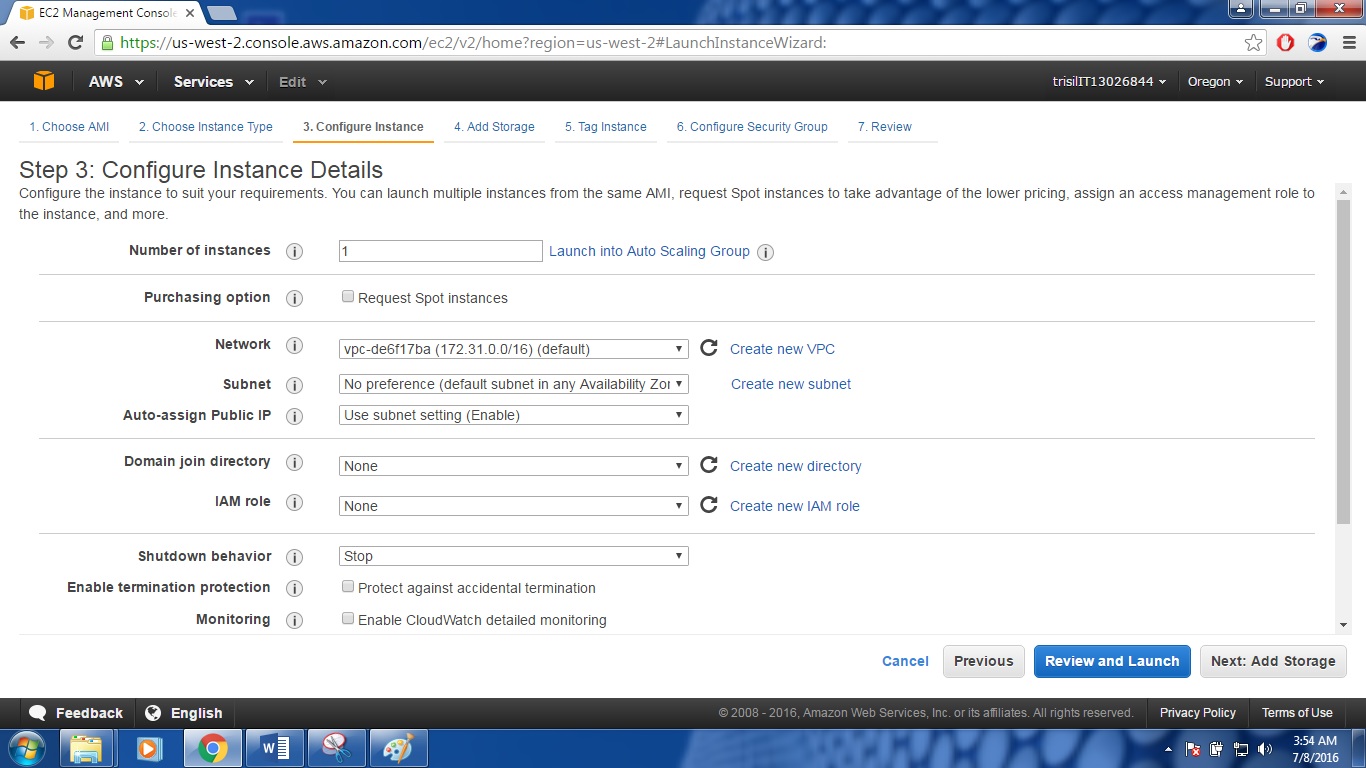 EC2 Management Console
https://us-west-2.console.aws.amazon.com/ec2/v2/home?region=us-west-2#LaunchInstanceWizard:
AWS Services Edit trisilIT13026844 Oregon Support
1. Choose AMI 2. Choose Instance Type 3. Configure Instance 4. Add Storage 5. Tag Instance 6. Configure Security Group 7. Review
Step 3: Configure Instance Details
Configure the instance to suit your requirements. You can launch multiple instances from the same AMI, request Spot instances to take advantage of the lower pricing, assign an access management role to
the instance, and more.
Number of instances 1 Launch into Auto Scaling Group
Purchasing option Request Spot instances
Network vpc-de6f17ba (172.31.0.0/16) (default) Create new VPC
Subnet No preference (default subnet in any Availability Zor Create new subnet
Auto-assign Public IP Use subnet setting (Enable)
Domain join directory None Create new directory
IAM role None Create new IAM role
Shutdown behavior Stop
Enable termination protection Protect against accidental termination
Monitoring Enable CloudWatch detailed monitoring
Cancel Previous Review and Launch Next: Add Storage
Feedback English © 2008 - 2016, Amazon Web Services, Inc. or its affiliates. All rights reserved. Privacy Policy Terms of Use
3:54 AM
7/8/2016